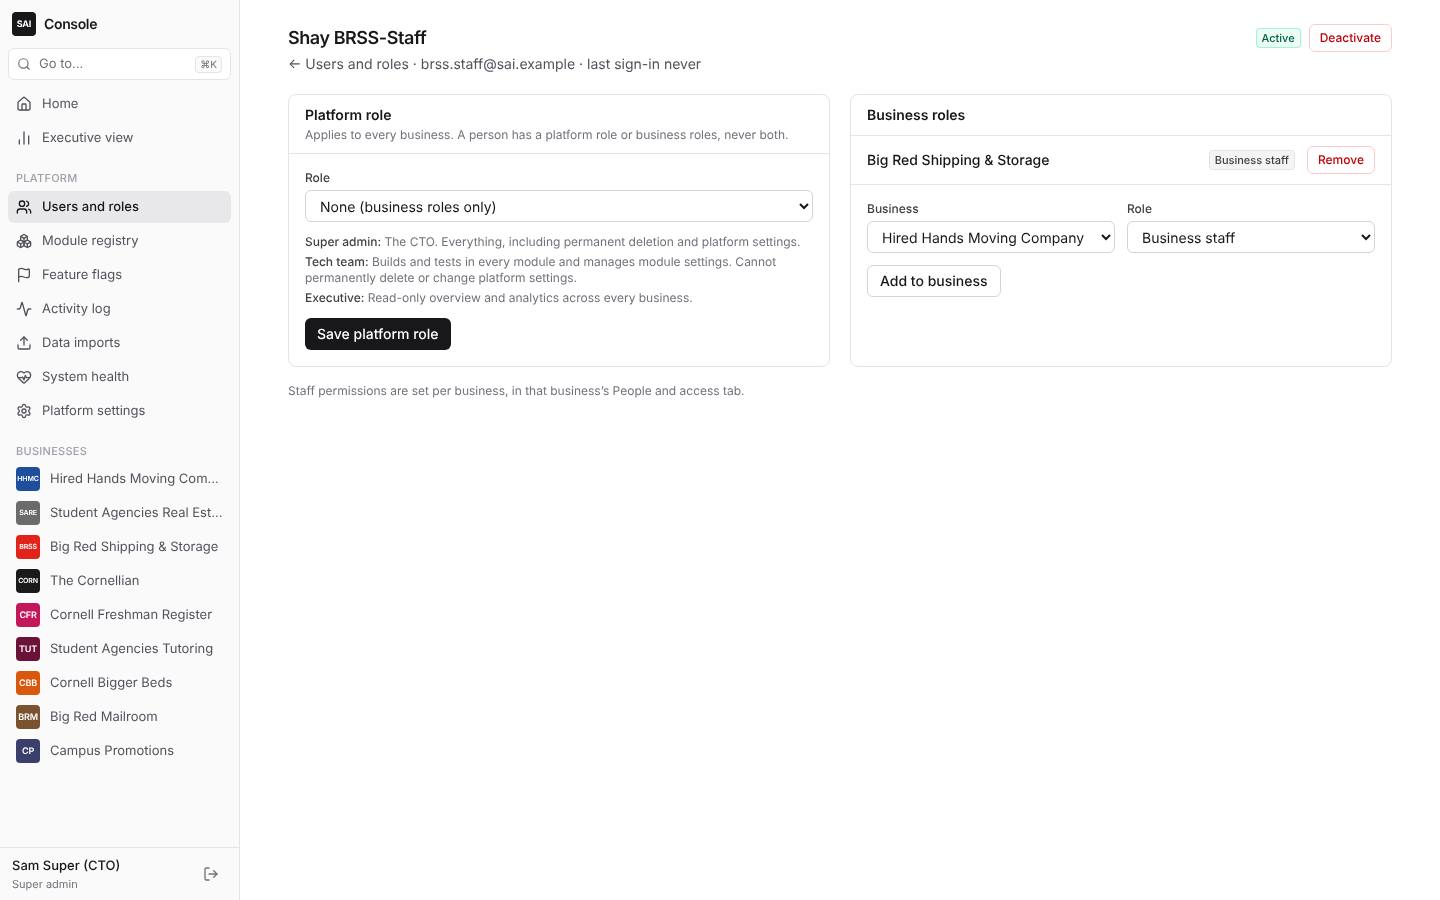 SAI Console
Go to... ⌘K
Home
Executive view
PLATFORM
Users and roles
Module registry
Feature flags
Activity log
Data imports
System health
Platform settings
BUSINESSES
HHMC Hired Hands Moving Com...
SARE Student Agencies Real Est...
BRSS Big Red Shipping & Storage
CORN The Cornellian
CFR Cornell Freshman Register
TUT Student Agencies Tutoring
CBB Cornell Bigger Beds
BRM Big Red Mailroom
CP Campus Promotions
Sam Super (CTO)
Super admin
Shay BRSS-Staff
Active Deactivate
← Users and roles · brss.staff@sai.example · last sign-in never
Platform role
Applies to every business. A person has a platform role or business roles, never both.
Role
None (business roles only)
Super admin: The CTO. Everything, including permanent deletion and platform settings.
Tech team: Builds and tests in every module and manages module settings. Cannot
permanently delete or change platform settings.
Executive: Read-only overview and analytics across every business.
Save platform role
Business roles
Big Red Shipping & Storage Business staff Remove
Business Role
Hired Hands Moving Company Business staff
Add to business
Staff permissions are set per business, in that business’s People and access tab.